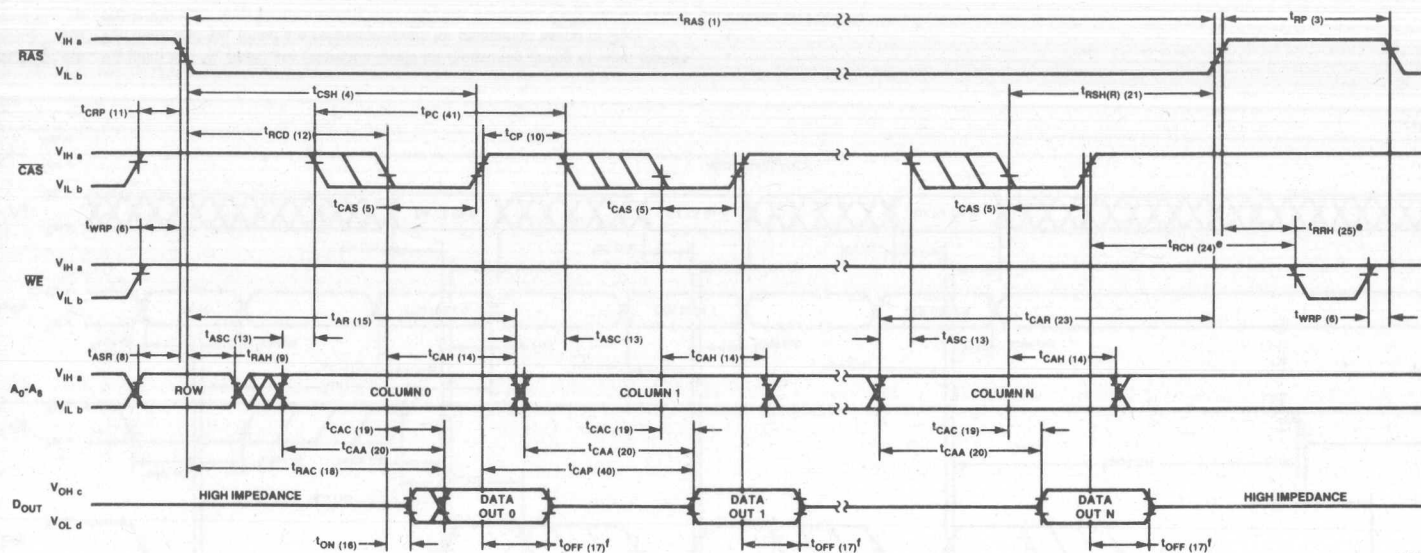 tRAS (1)
tRP (3)
RAS
VIH a
VIL b
tCSH (4)
tRSH(R) (21)
tCRP (11)
tPC (41)
tRCD (12)
tCP (10)
CAS
VIH a
VIL b
tCAS (5)
tCAS (5)
tCAS (5)
tWRP (6)
tRRH (25)e
tRCH (24)e
WE
VIH a
VIL b
tWRP (6)
tAR (15)
tCAR (23)
tASC (13)
tASC (13)
tASC (13)
tASR (8)
tRAH (9)
tCAH (14)
tCAH (14)
tCAH (14)
A0-A8
VIH a
VIL b
ROW
COLUMN 0
COLUMN 1
COLUMN N
tCAC (19)
tCAC (19)
tCAC (19)
tCAA (20)
tCAA (20)
tCAA (20)
tRAC (18)
tCAP (40)
DOUT
VOH c
VOL d
HIGH IMPEDANCE
DATA
OUT 0
DATA
OUT 1
DATA
OUT N
HIGH IMPEDANCE
tON (16)
tOFF (17)f
tOFF (17)f
tOFF (17)f